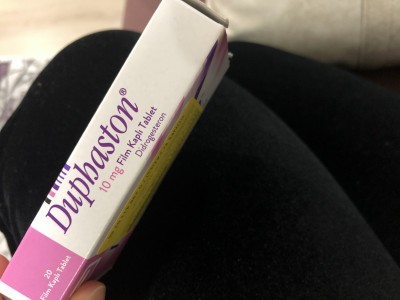 Duphaston®
10 mg Film Kaplı Tablet
Didrogesteron
20
Film Kaplı Tablet